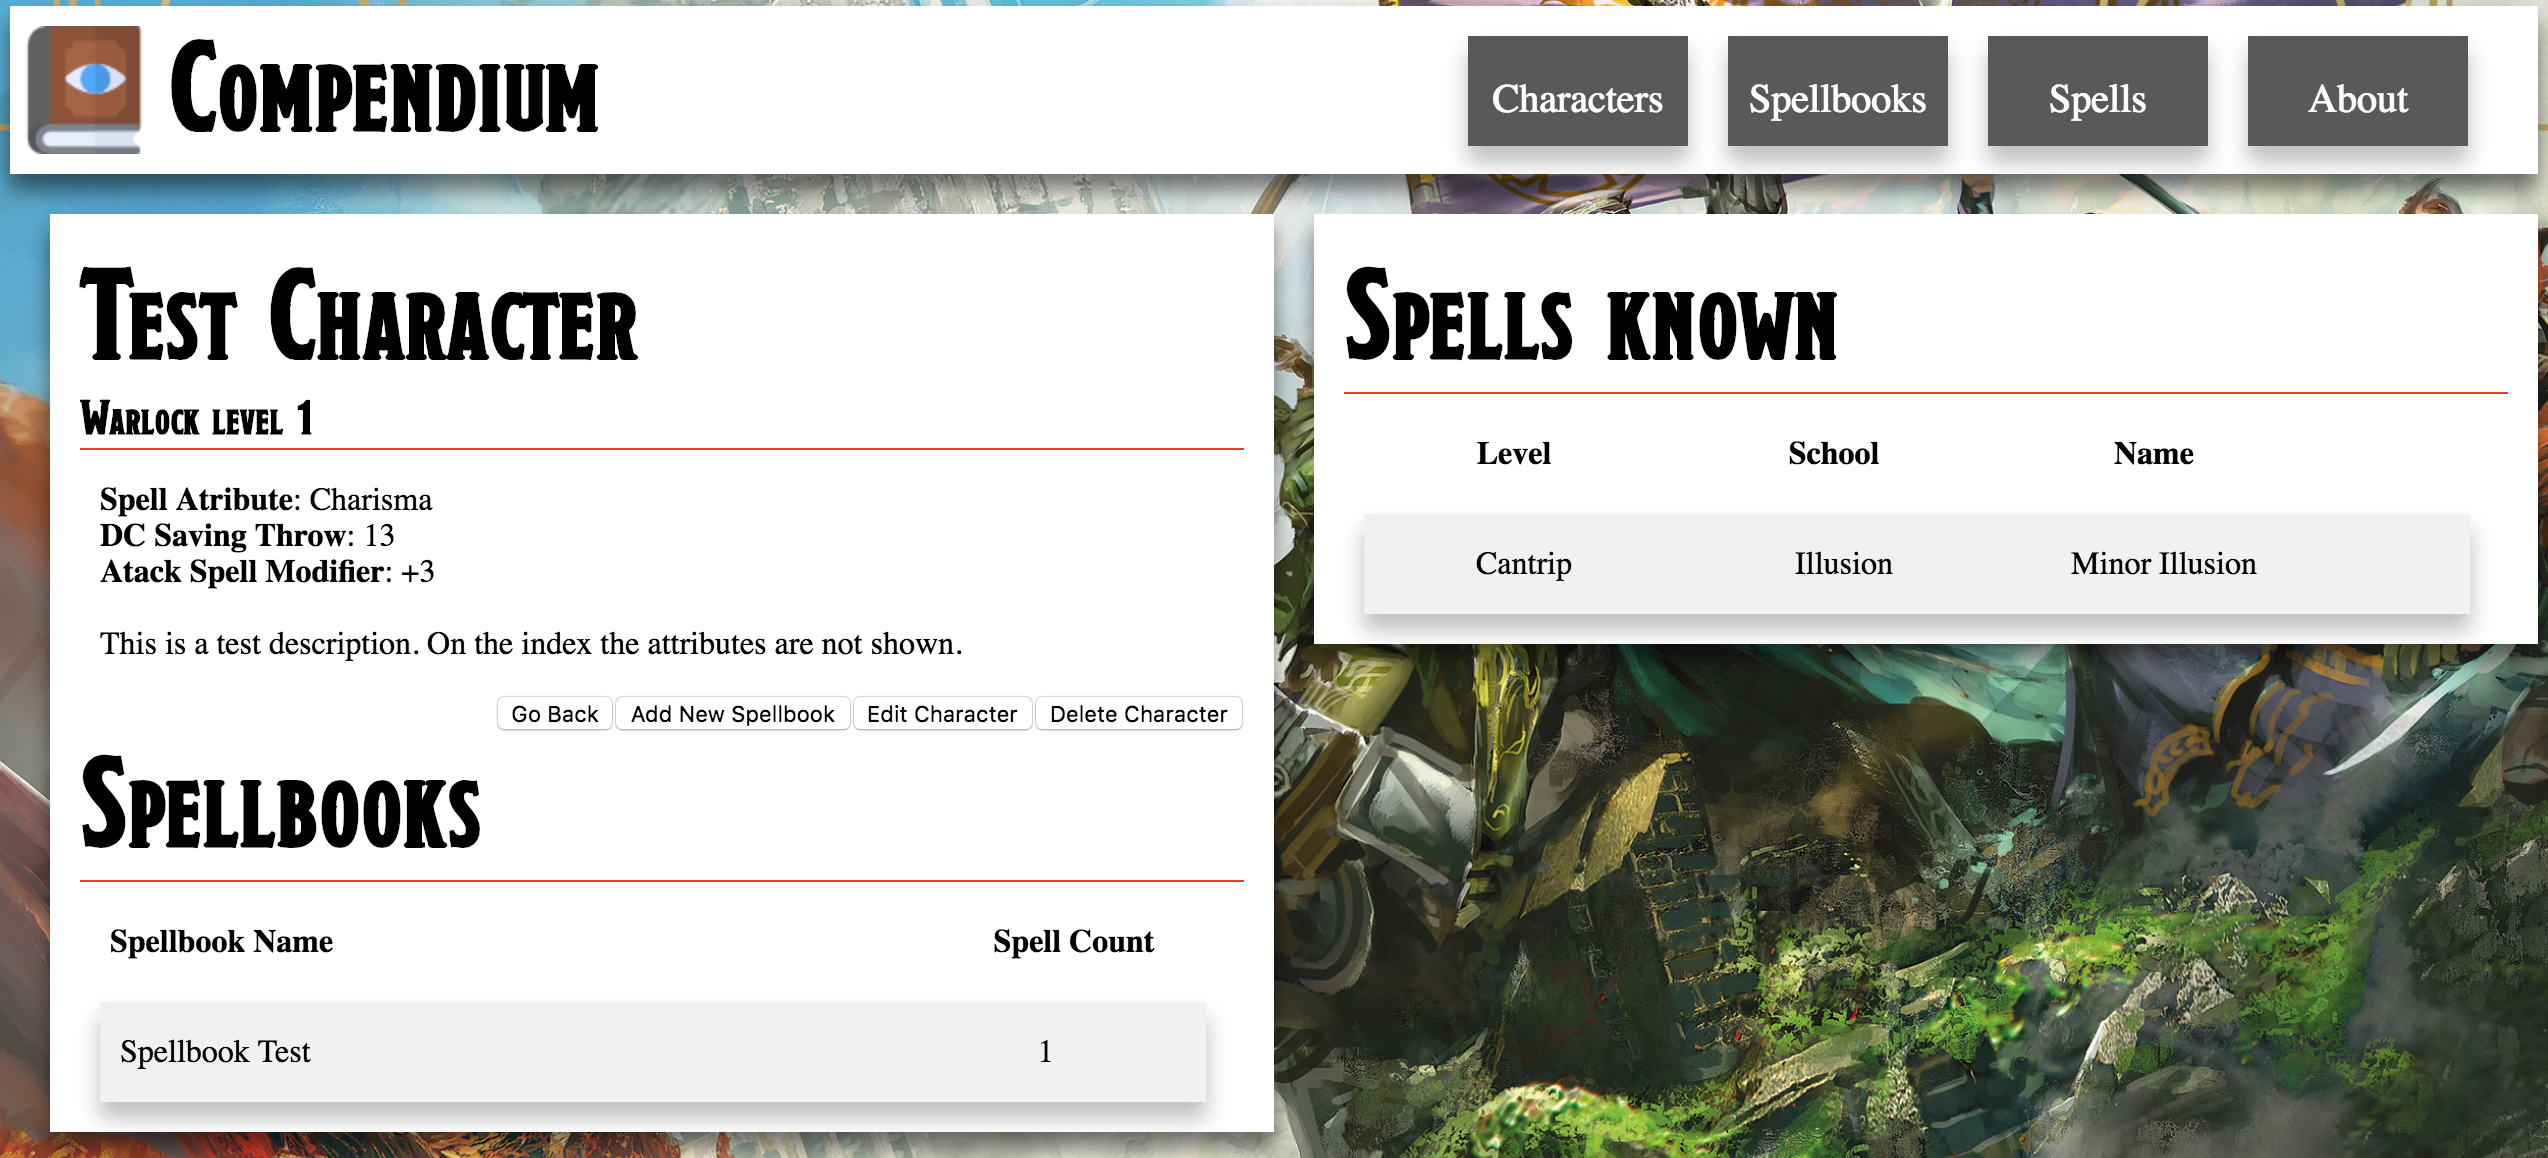 Compendium
Characters
Spellbooks
Spells
About
Test Character
Warlock level 1
Spell Atribute: Charisma
DC Saving Throw: 13
Atack Spell Modifier: +3
This is a test description. On the index the attributes are not shown.
Go Back
Add New Spellbook
Edit Character
Delete Character
Spellbooks
Spellbook Name Spell Count
Spellbook Test 1
Spells known
Level School Name
Cantrip Illusion Minor Illusion